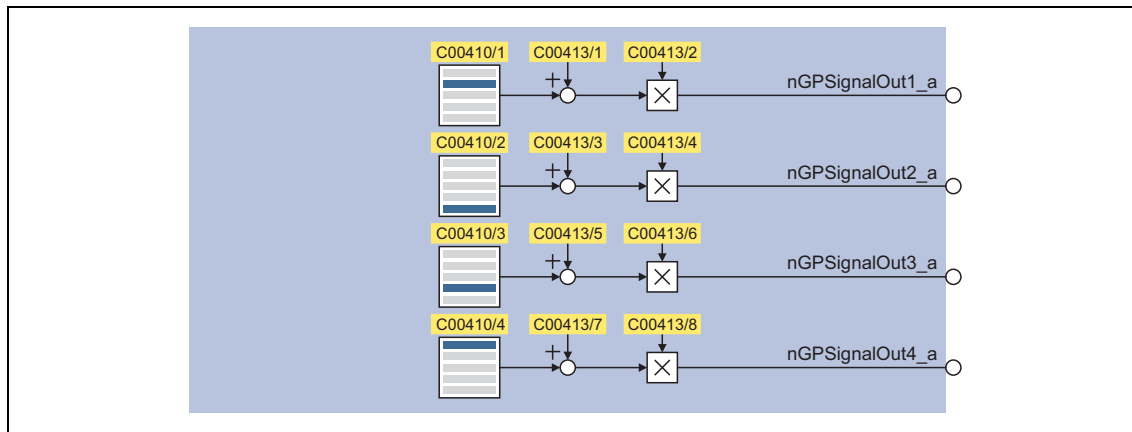 C00410/1 C00413/1 C00413/2
+
nGPSignalOut1_a
C00410/2 C00413/3 C00413/4
+
nGPSignalOut2_a
C00410/3 C00413/5 C00413/6
+
nGPSignalOut3_a
C00410/4 C00413/7 C00413/8
+
nGPSignalOut4_a